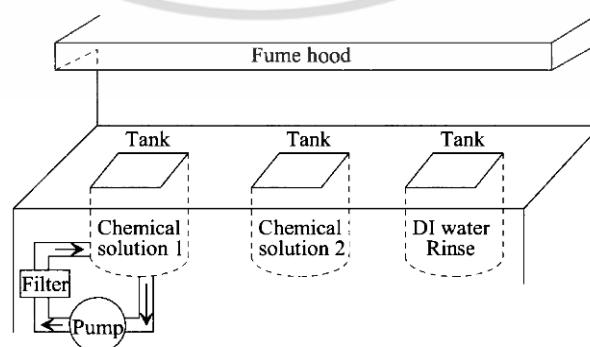 Fume hood
Tank
Tank
Tank
Chemical
solution 1
Chemical
solution 2
DI water
Rinse
Filter
Pump